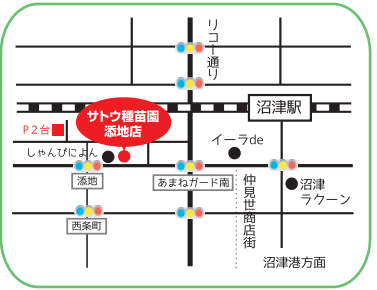 リコー通り
沼津駅
サトウ種苗園
添地店
P2台
イーラde
しゃんぴによん
添地
あまねガード南
仲見世商店街
沼津
ラクーン
西条町
沼津港方面